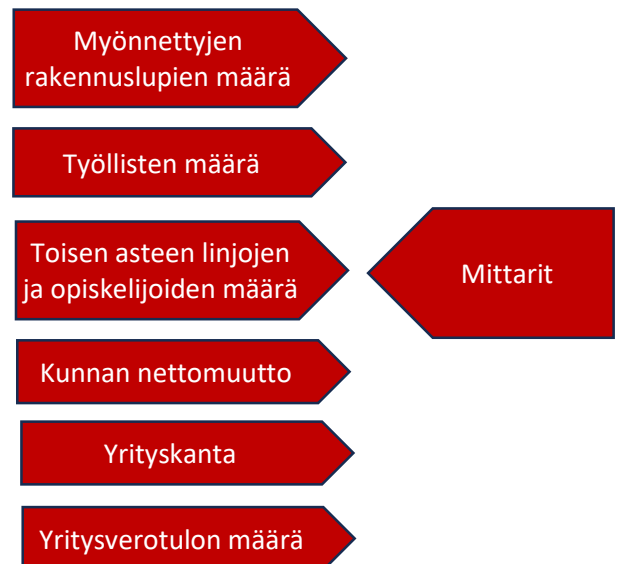 Myönnettyjen
rakennuslupien määrä
Työllisten määrä
Toisen asteen linjojen
ja opiskelijoiden määrä
Mittarit
Kunnan nettomuutto
Yrityskanta
Yritysverotulon määrä